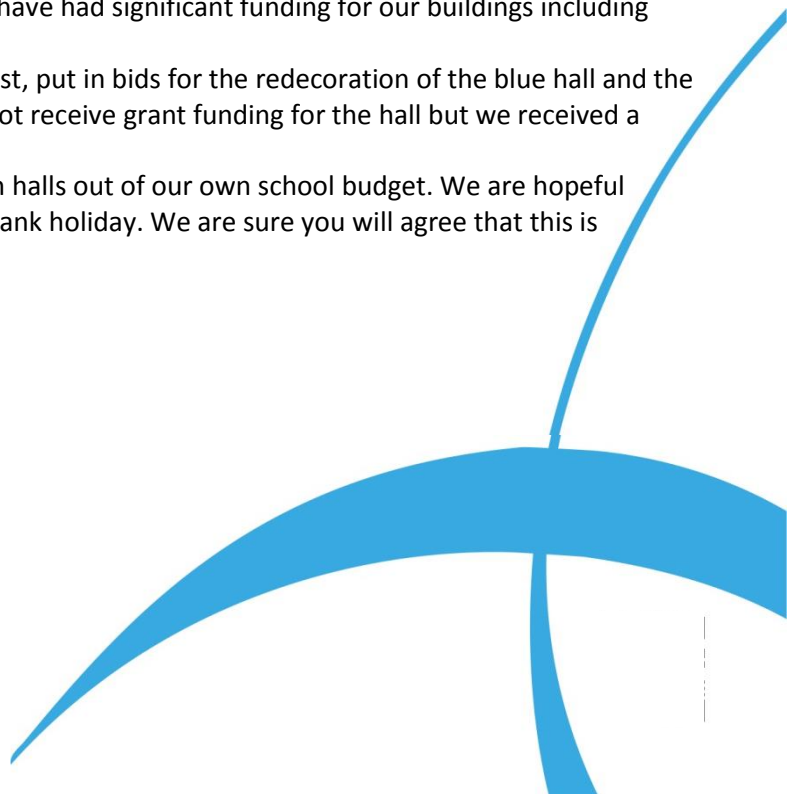 have had significant funding for our buildings including
st, put in bids for the redecoration of the blue hall and the
ot receive grant funding for the hall but we received a
halls out of our own school budget. We are hopeful
ank holiday. We are sure you will agree that this is